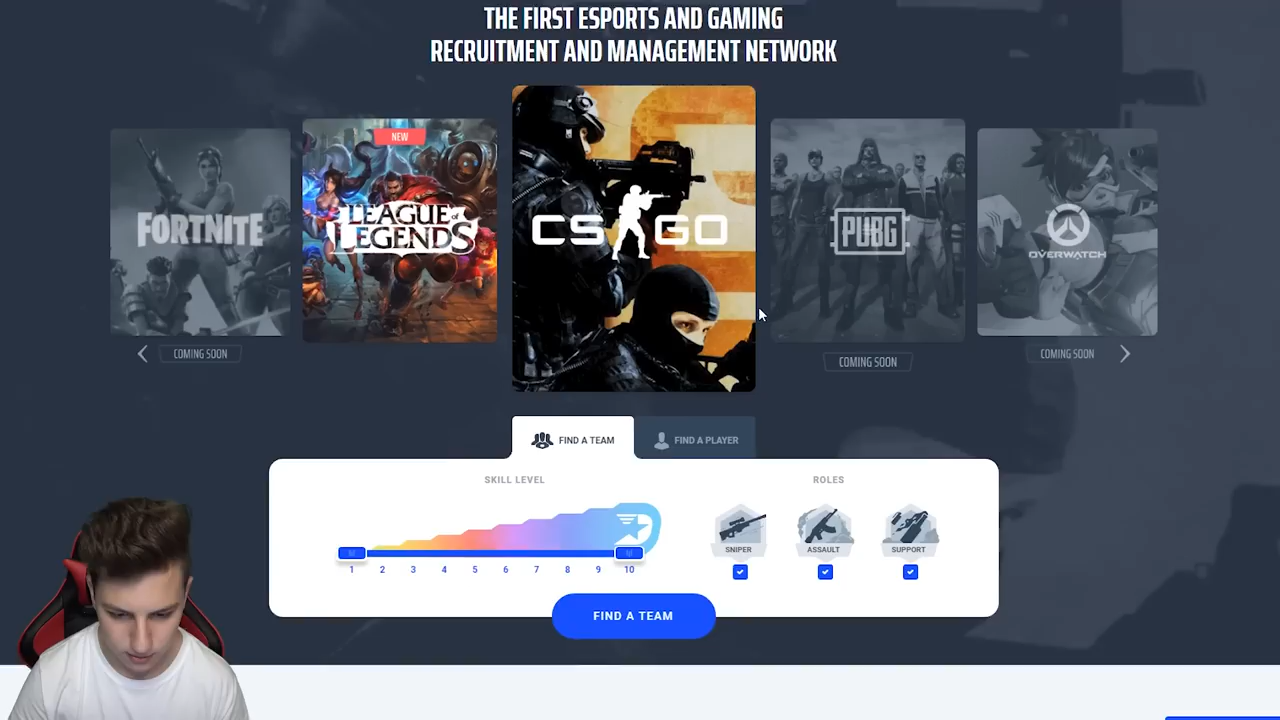 THE FIRST ESPORTS AND GAMING
RECRUITMENT AND MANAGEMENT NETWORK
NEW
FORTNITE
LEAGUE of
LEGENDS
CS GO
PUBG
OVERWATCH
COMING SOON
COMING SOON
COMING SOON
FIND A TEAM
FIND A PLAYER
SKILL LEVEL
ROLES
SNIPER
ASSAULT
SUPPORT
1 2 3 4 5 6 7 8 9 10
FIND A TEAM